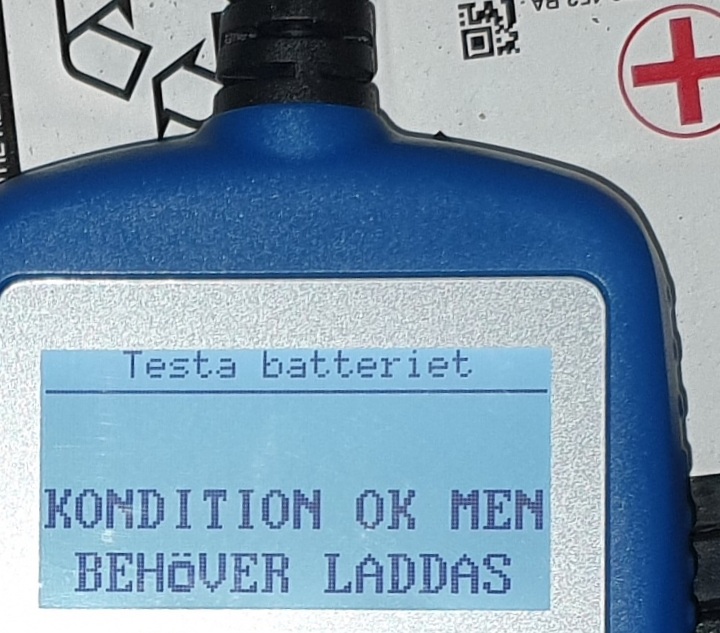 Testa batteriet
KONDITION OK MEN
BEHöVER LADDAS